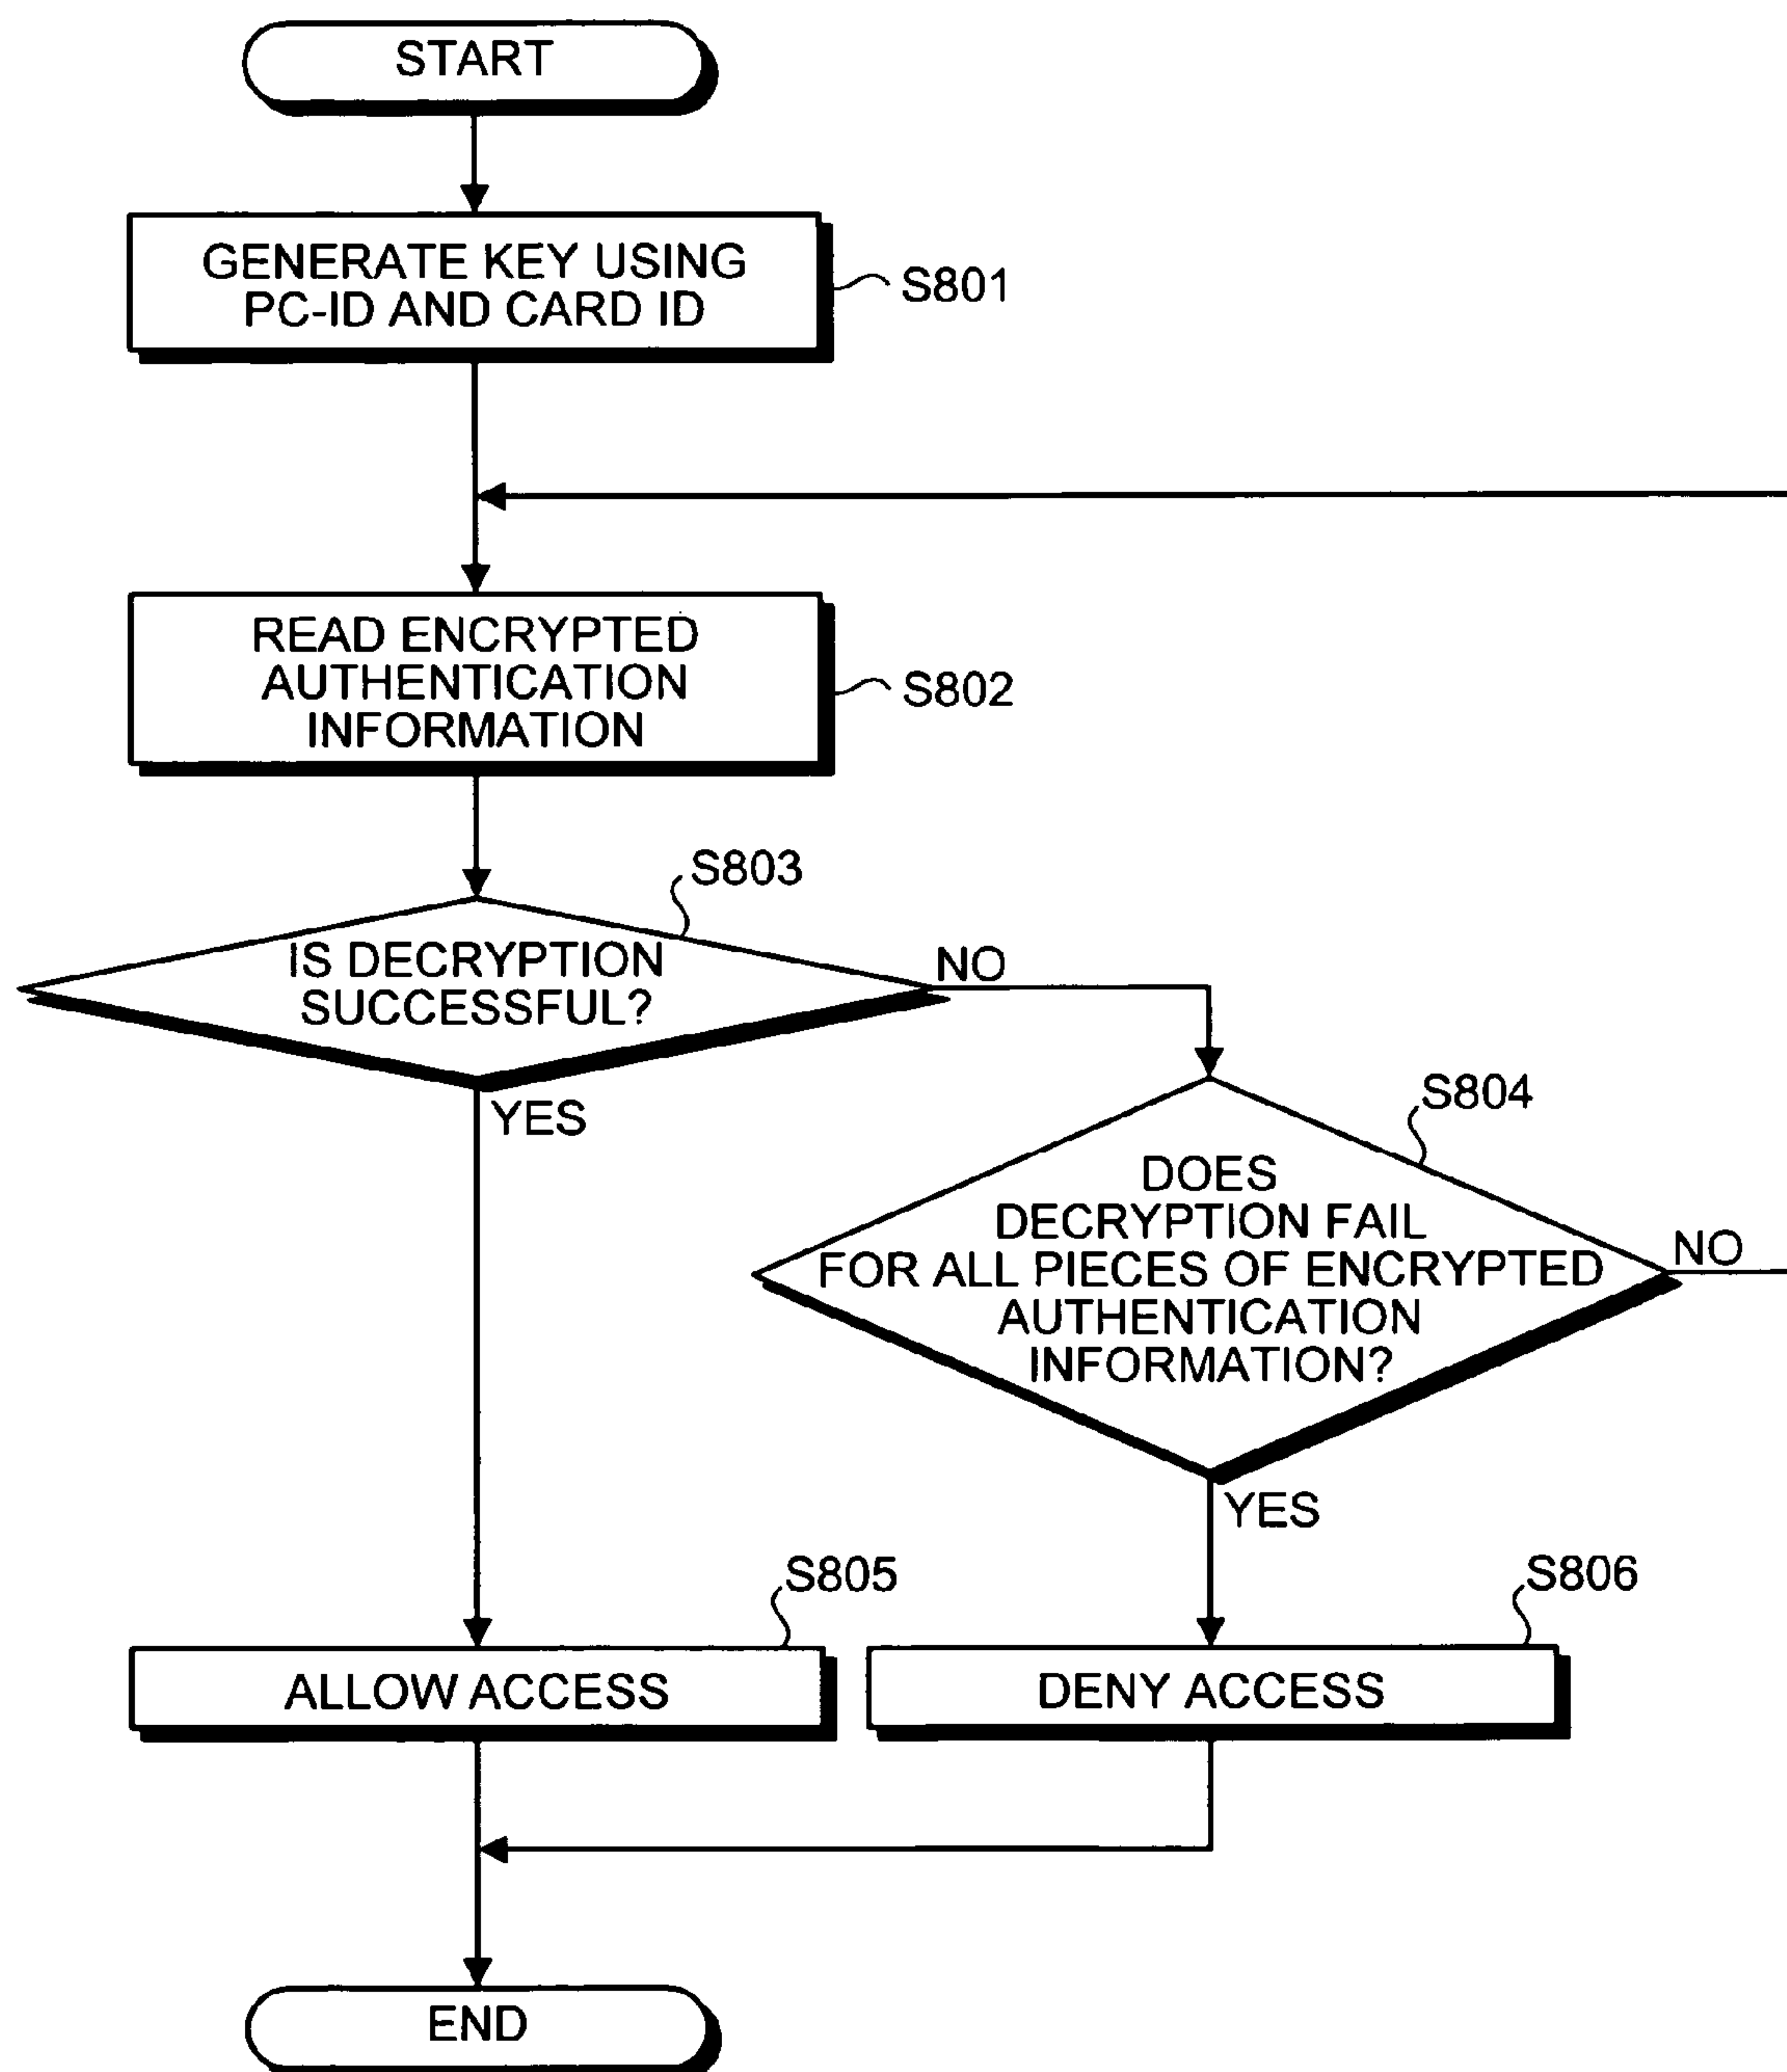 START
GENERATE KEY USING
PC-ID AND CARD ID
S801
READ ENCRYPTED
AUTHENTICATION
INFORMATION
S802
S803
IS DECRYPTION
SUCCESSFUL?
NO
YES
S804
DOES
DECRYPTION FAIL
FOR ALL PIECES OF ENCRYPTED
AUTHENTICATION
INFORMATION?
NO
YES
S805
ALLOW ACCESS
S806
DENY ACCESS
END